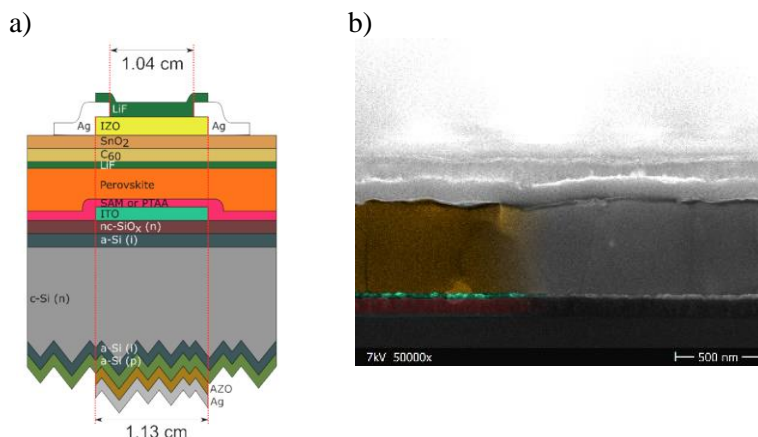 a)
b)
1.04 cm
LiF
Ag
IZO
Ag
SnO2
C60
LiF
Perovskite
SAM or PTAA
ITO
nc-SiOx (n)
a-Si (i)
c-Si (n)
a-Si (i)
a-Si (p)
AZO
Ag
1.13 cm
7kV 50000x
500 nm